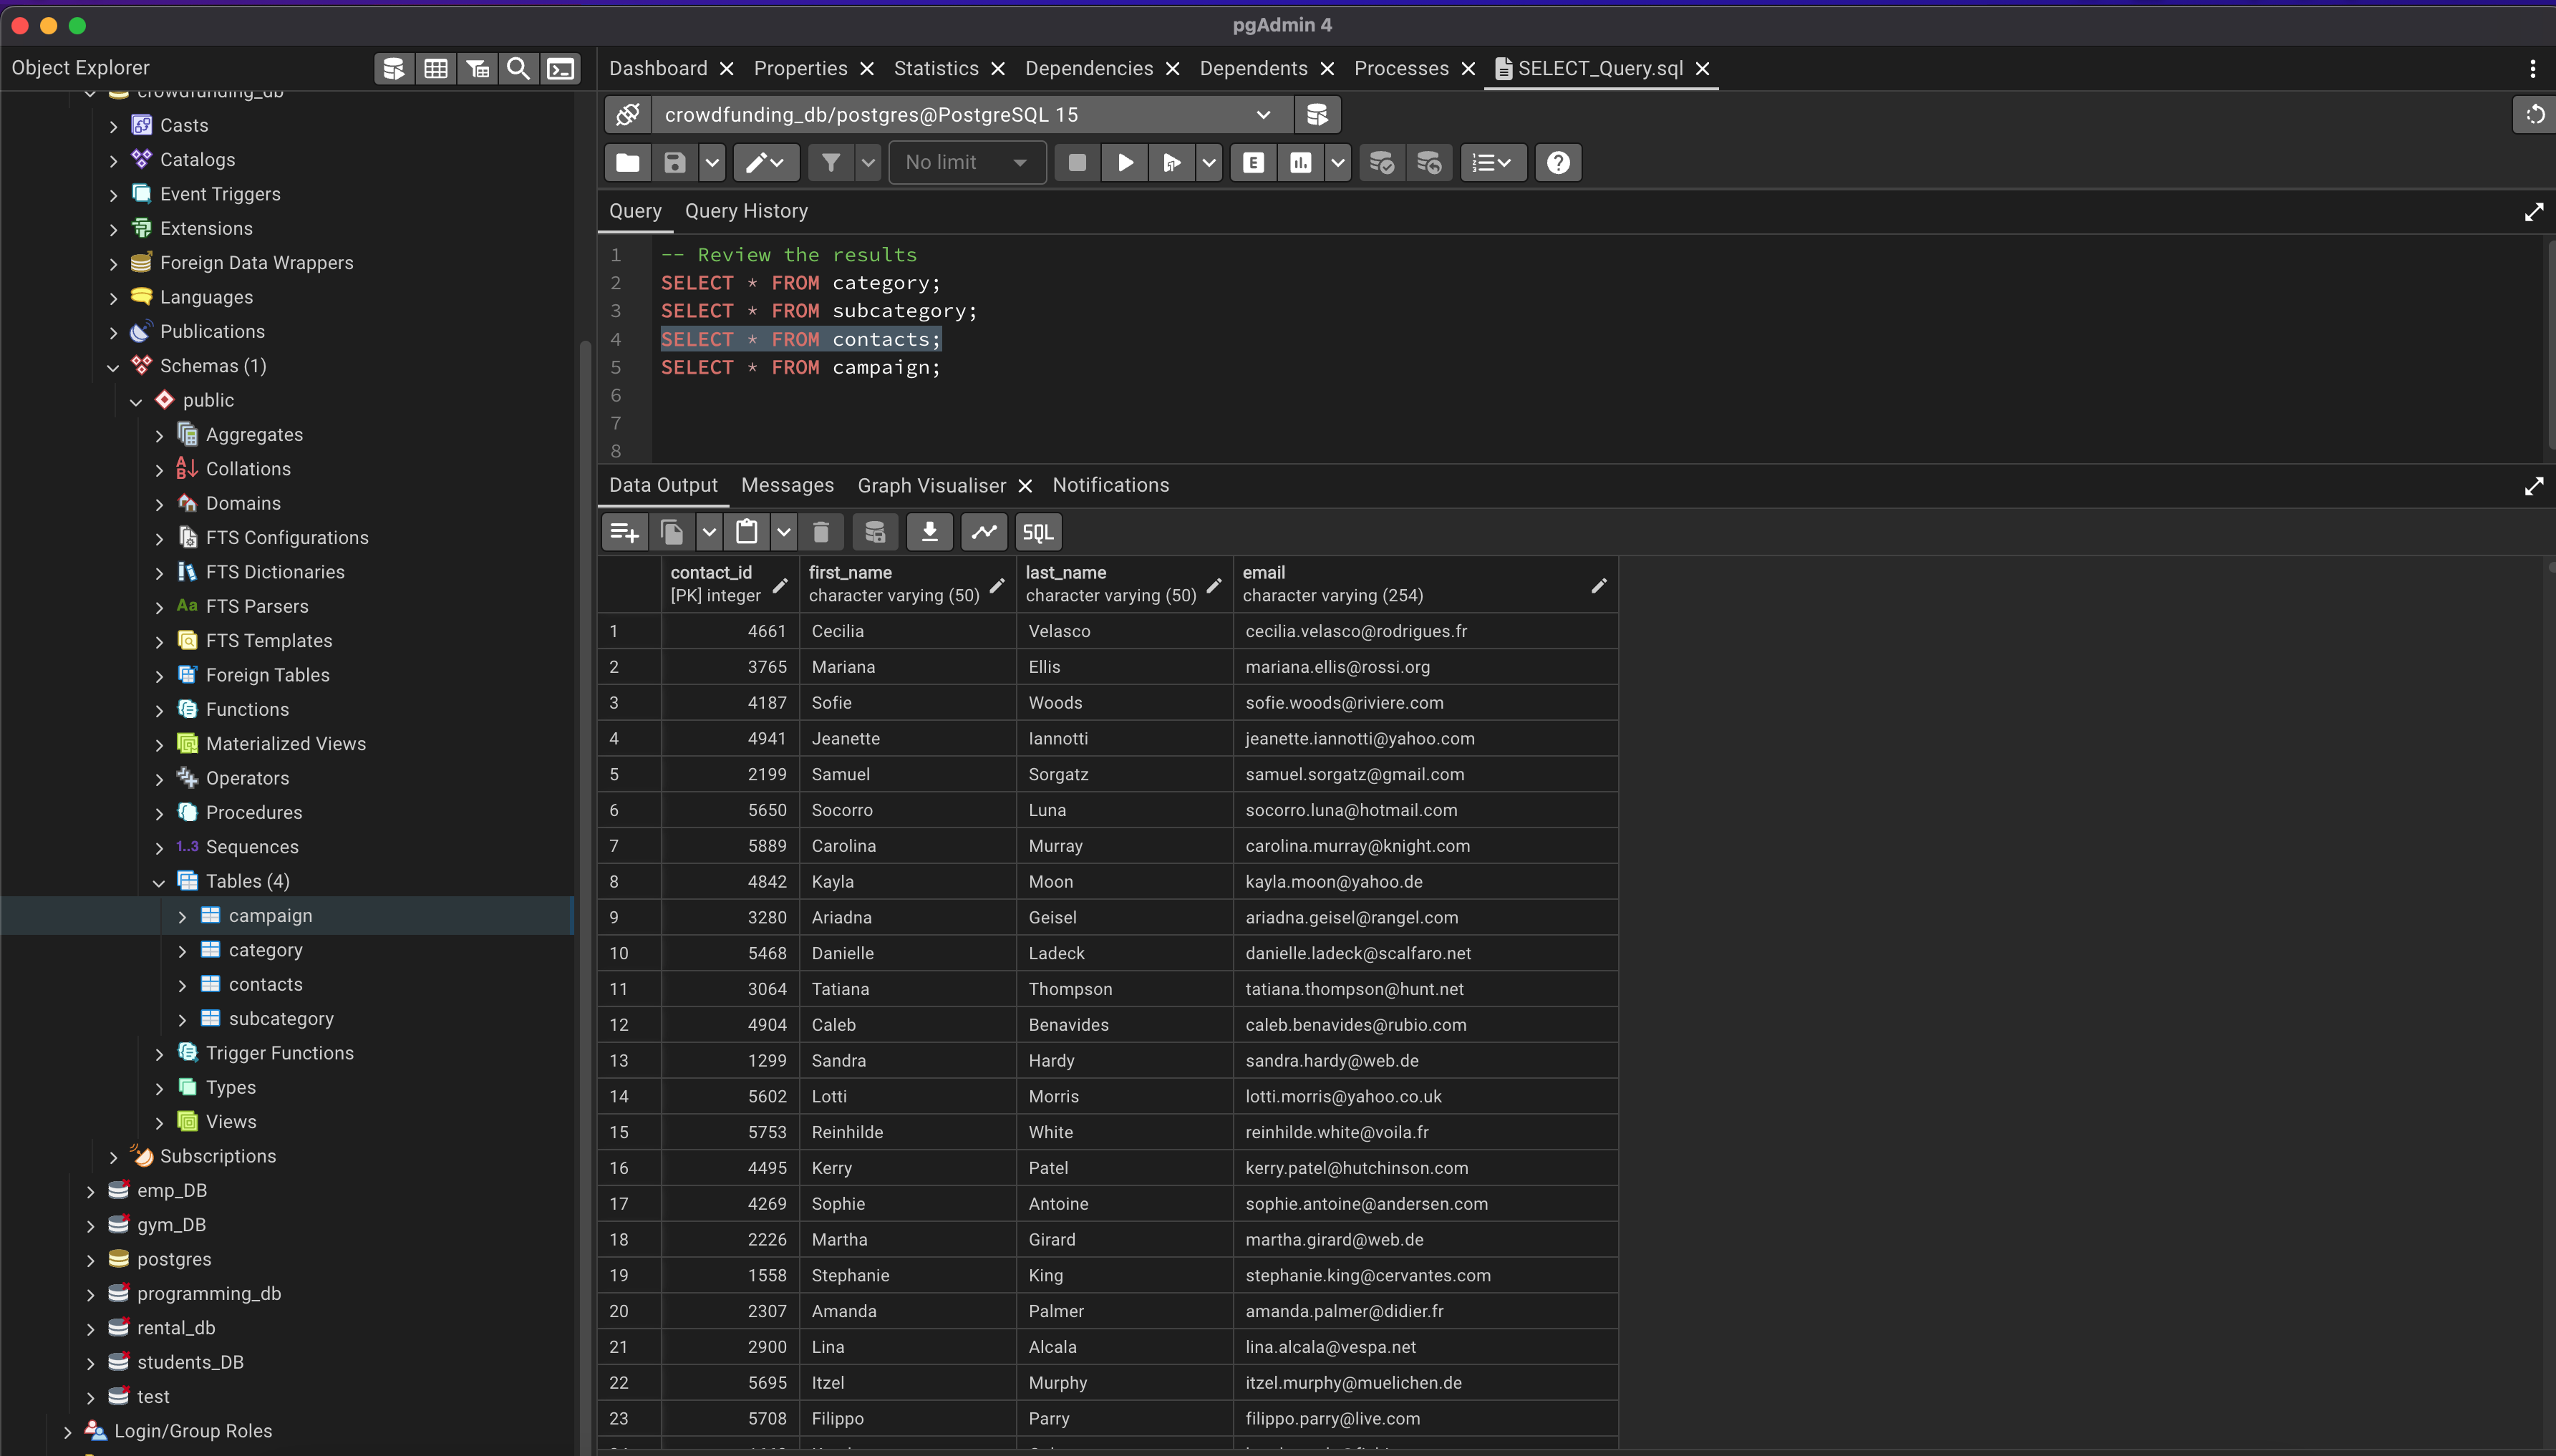 pgAdmin 4
Object Explorer
crowdfunding_db
Casts
Catalogs
Event Triggers
Extensions
Foreign Data Wrappers
Languages
Publications
Schemas (1)
public
Aggregates
Collations
Domains
FTS Configurations
FTS Dictionaries
Aa FTS Parsers
FTS Templates
Foreign Tables
Functions
Materialized Views
Operators
Procedures
1..3 Sequences
Tables (4)
campaign
category
contacts
subcategory
Trigger Functions
Types
Views
Subscriptions
emp_DB
gym_DB
postgres
programming_db
rental_db
students_DB
test
Login/Group Roles
Dashboard Properties Statistics Dependencies Dependents Processes SELECT_Query.sql
crowdfunding_db/postgres@PostgreSQL 15
No limit E
Query Query History
1 -- Review the results
2 SELECT * FROM category;
3 SELECT * FROM subcategory;
4 SELECT * FROM contacts;
5 SELECT * FROM campaign;
6
7
8
Data Output Messages Graph Visualiser Notifications
SQL
contact_id first_name last_name email
[PK] integer character varying (50) character varying (50) character varying (254)
1 4661 Cecilia Velasco cecilia.velasco@rodrigues.fr
2 3765 Mariana Ellis mariana.ellis@rossi.org
3 4187 Sofie Woods sofie.woods@riviere.com
4 4941 Jeanette Iannotti jeanette.iannotti@yahoo.com
5 2199 Samuel Sorgatz samuel.sorgatz@gmail.com
6 5650 Socorro Luna socorro.luna@hotmail.com
7 5889 Carolina Murray carolina.murray@knight.com
8 4842 Kayla Moon kayla.moon@yahoo.de
9 3280 Ariadna Geisel ariadna.geisel@rangel.com
10 5468 Danielle Ladeck danielle.ladeck@scalfaro.net
11 3064 Tatiana Thompson tatiana.thompson@hunt.net
12 4904 Caleb Benavides caleb.benavides@rubio.com
13 1299 Sandra Hardy sandra.hardy@web.de
14 5602 Lotti Morris lotti.morris@yahoo.co.uk
15 5753 Reinhilde White reinhilde.white@voila.fr
16 4495 Kerry Patel kerry.patel@hutchinson.com
17 4269 Sophie Antoine sophie.antoine@andersen.com
18 2226 Martha Girard martha.girard@web.de
19 1558 Stephanie King stephanie.king@cervantes.com
20 2307 Amanda Palmer amanda.palmer@didier.fr
21 2900 Lina Alcala lina.alcala@vespa.net
22 5695 Itzel Murphy itzel.murphy@muelichen.de
23 5708 Filippo Parry filippo.parry@live.com